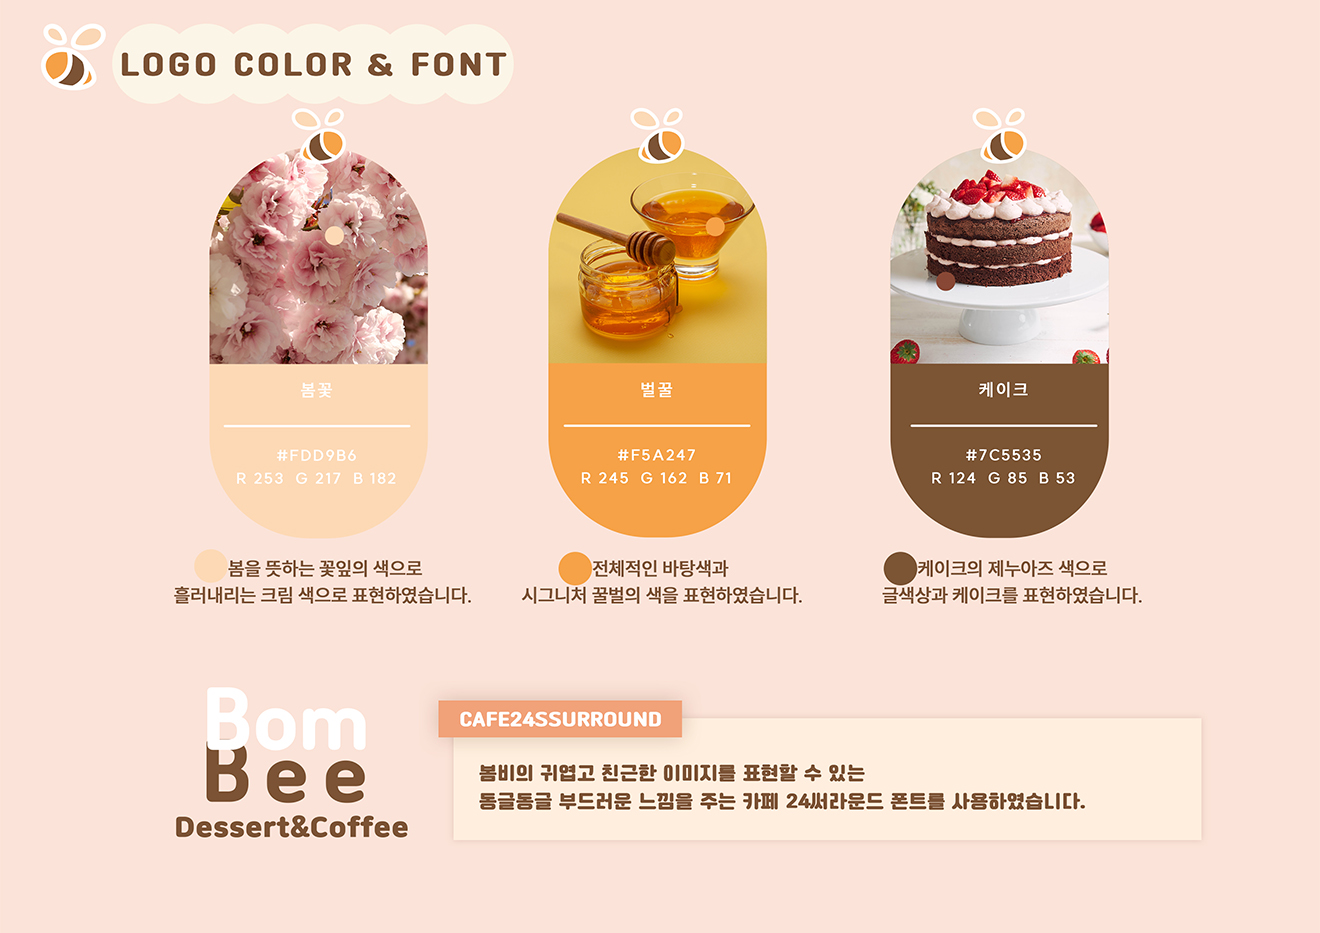 LOGO COLOR & FONT
봄꽃
#FDD9B6
R 253 G 217 B 182
벌꿀
#F5A247
R 245 G 162 B 71
케이크
#7C5535
R 124 G 85 B 53
봄을 뜻하는 꽃잎의 색으로
흘러내리는 크림 색으로 표현하였습니다.
전체적인 바탕색과
시그니처 꿀벌의 색을 표현하였습니다.
케이크의 제누아즈 색으로
글색상과 케이크를 표현하였습니다.
Bom
Bee
Dessert&Coffee
CAFE24SSURROUND
봄비의 귀엽고 친근한 이미지를 표현할 수 있는
동글동글 부드러운 느낌을 주는 카페 24써라운드 폰트를 사용하였습니다.